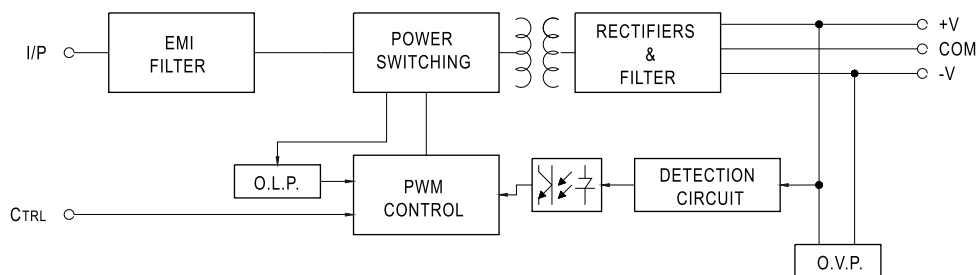 I/P
EMI
FILTER
POWER
SWITCHING
RECTIFIERS
&
FILTER
+V
COM
-V
O.L.P.
PWM
CONTROL
DETECTION
CIRCUIT
CTRL
O.V.P.